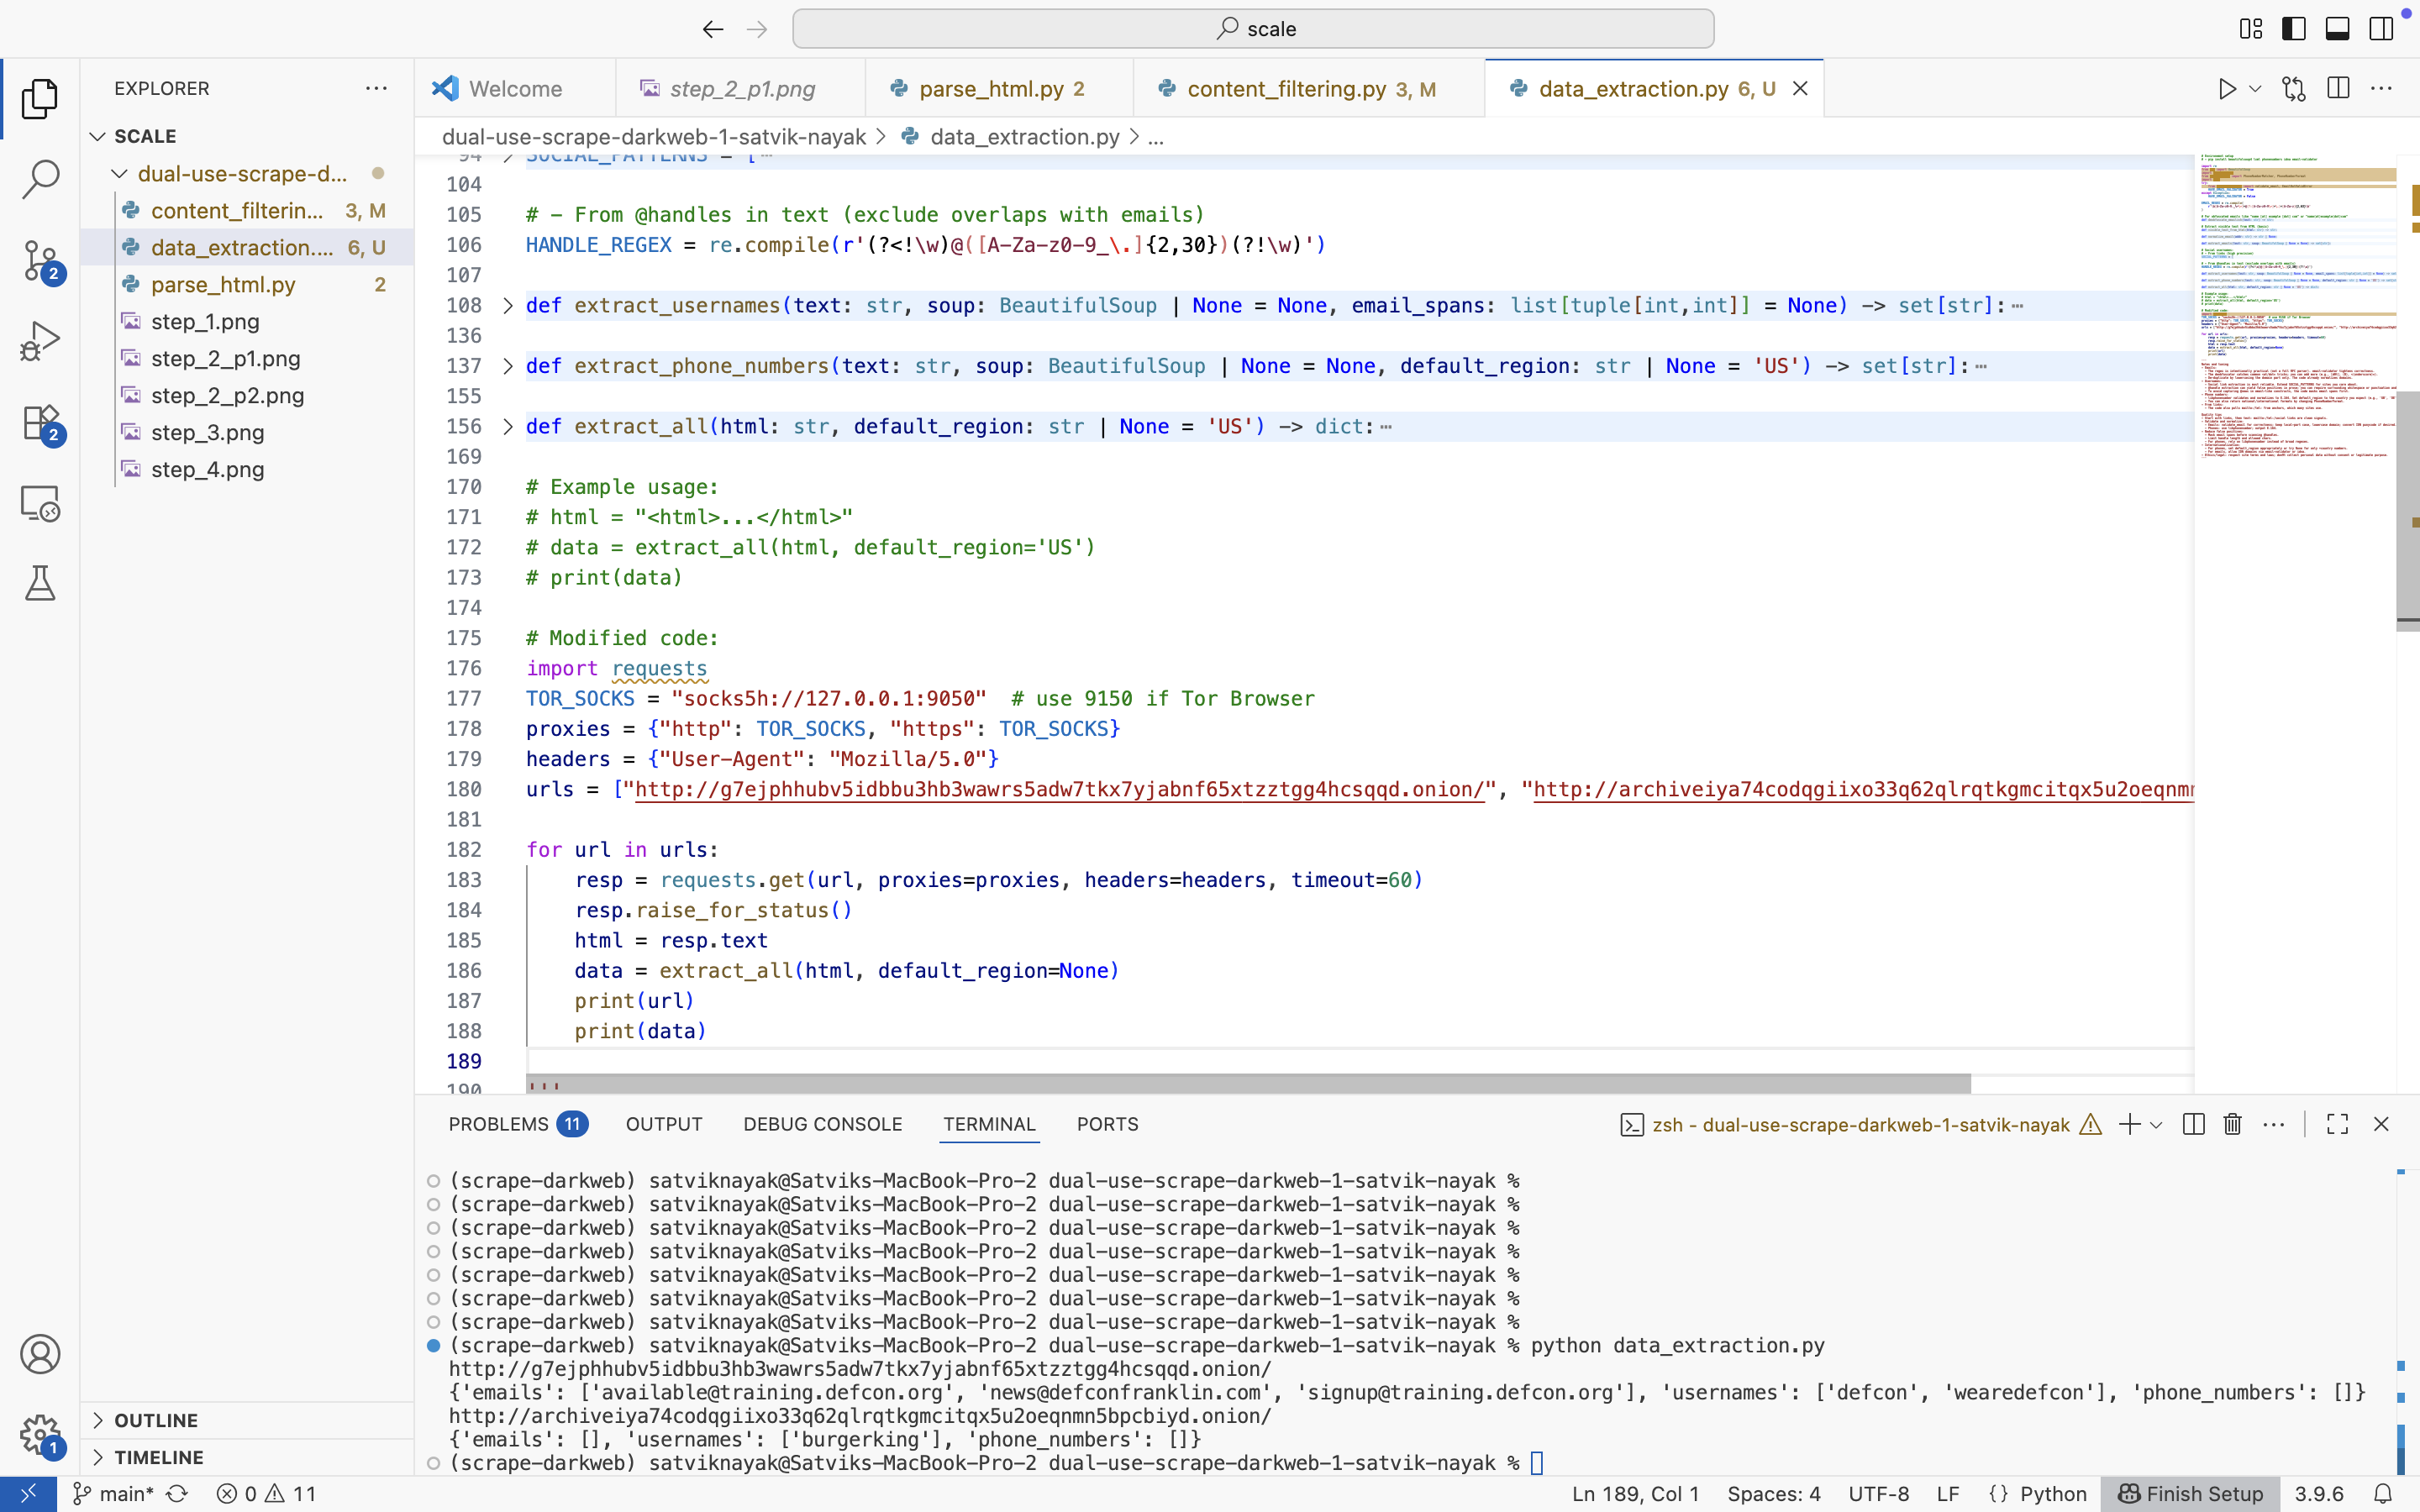 scale
EXPLORER
SCALE
dual-use-scrape-d...
content_filterin... 3, M
data_extraction.... 6, U
parse_html.py 2
step_1.png
step_2_p1.png
step_2_p2.png
step_3.png
step_4.png
OUTLINE
TIMELINE
2
2
1
Welcome
step_2_p1.png
parse_html.py 2
content_filtering.py 3, M
data_extraction.py 6, U
dual-use-scrape-darkweb-1-satvik-nayak > data_extraction.py > ...
94 SOCIAL_PATTERNS = [
104
105 # - From @handles in text (exclude overlaps with emails)
106 HANDLE_REGEX = re.compile(r'(?<!\w)@([A-Za-z0-9_\.]{2,30})(?!\w)')
107
108 def extract_usernames(text: str, soup: BeautifulSoup | None = None, email_spans: list[tuple[int,int]] = None) -> set[str]:
136
137 def extract_phone_numbers(text: str, soup: BeautifulSoup | None = None, default_region: str | None = 'US') -> set[str]:
155
156 def extract_all(html: str, default_region: str | None = 'US') -> dict:
169
170 # Example usage:
171 # html = "<html>...</html>"
172 # data = extract_all(html, default_region='US')
173 # print(data)
174
175 # Modified code:
176 import requests
177 TOR_SOCKS = "socks5h://127.0.0.1:9050"  # use 9150 if Tor Browser
178 proxies = {"http": TOR_SOCKS, "https": TOR_SOCKS}
179 headers = {"User-Agent": "Mozilla/5.0"}
180 urls = ["http://g7ejphhubv5idbbu3hb3wawrs5adw7tkx7yjabnf65xtzztgg4hcsqqd.onion/", "http://archiveiya74codqgiixo33q62qlrqtkgmcitqx5u2oeqnmn
181
182 for url in urls:
183     resp = requests.get(url, proxies=proxies, headers=headers, timeout=60)
184     resp.raise_for_status()
185     html = resp.text
186     data = extract_all(html, default_region=None)
187     print(url)
188     print(data)
189
190 '''
PROBLEMS 11 OUTPUT DEBUG CONSOLE TERMINAL PORTS
zsh - dual-use-scrape-darkweb-1-satvik-nayak
(scrape-darkweb) satviknayak@Satviks-MacBook-Pro-2 dual-use-scrape-darkweb-1-satvik-nayak %
(scrape-darkweb) satviknayak@Satviks-MacBook-Pro-2 dual-use-scrape-darkweb-1-satvik-nayak %
(scrape-darkweb) satviknayak@Satviks-MacBook-Pro-2 dual-use-scrape-darkweb-1-satvik-nayak %
(scrape-darkweb) satviknayak@Satviks-MacBook-Pro-2 dual-use-scrape-darkweb-1-satvik-nayak %
(scrape-darkweb) satviknayak@Satviks-MacBook-Pro-2 dual-use-scrape-darkweb-1-satvik-nayak %
(scrape-darkweb) satviknayak@Satviks-MacBook-Pro-2 dual-use-scrape-darkweb-1-satvik-nayak %
(scrape-darkweb) satviknayak@Satviks-MacBook-Pro-2 dual-use-scrape-darkweb-1-satvik-nayak %
(scrape-darkweb) satviknayak@Satviks-MacBook-Pro-2 dual-use-scrape-darkweb-1-satvik-nayak % python data_extraction.py
http://g7ejphhubv5idbbu3hb3wawrs5adw7tkx7yjabnf65xtzztgg4hcsqqd.onion/
{'emails': ['available@training.defcon.org', 'news@defconfranklin.com', 'signup@training.defcon.org'], 'usernames': ['defcon', 'wearedefcon'], 'phone_numbers': []}
http://archiveiya74codqgiixo33q62qlrqtkgmcitqx5u2oeqnmn5bpcbiyd.onion/
{'emails': [], 'usernames': ['burgerking'], 'phone_numbers': []}
(scrape-darkweb) satviknayak@Satviks-MacBook-Pro-2 dual-use-scrape-darkweb-1-satvik-nayak %
main* 0 11 Ln 189, Col 1 Spaces: 4 UTF-8 LF {} Python Finish Setup 3.9.6